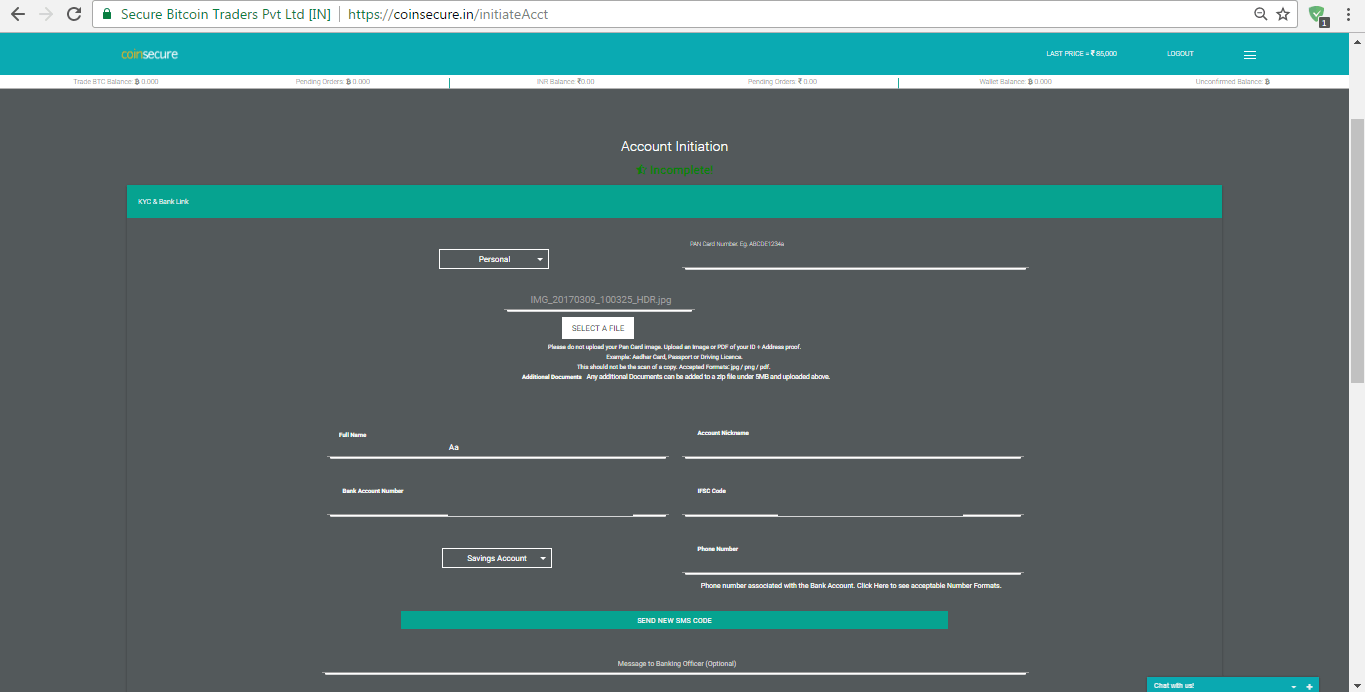 Secure Bitcoin Traders Pvt Ltd [IN] https://coinsecure.in/initiateAcct
1
coinsecure LAST PRICE = ₹ 85,000 LOGOUT
Trade BTC Balance: ฿ 0.000 Pending Orders: ฿ 0.000 INR Balance: ₹0.00 Pending Orders: ₹ 0.00 Wallet Balance: ฿ 0.000 Unconfirmed Balance: ฿
Account Initiation
Incomplete!
KYC & Bank Link
PAN Card Number. Eg: ABCDE1234a
Personal
IMG_20170309_100325_HDR.jpg
SELECT A FILE
Please do not upload your Pan Card image. Upload an Image or PDF of your ID + Address proof.
Example: Aadhar Card, Passport or Driving Licence.
This should not be the scan of a copy. Accepted Formats: jpg / png / pdf.
Additional Documents Any additional Documents can be added to a zip file under 5MB and uploaded above.
Full Name Account Nickname
Aa
Bank Account Number IFSC Code
Phone Number
Savings Account
Phone number associated with the Bank Account. Click Here to see acceptable Number Formats.
SEND NEW SMS CODE
Message to Banking Officer (Optional)
Chat with us!